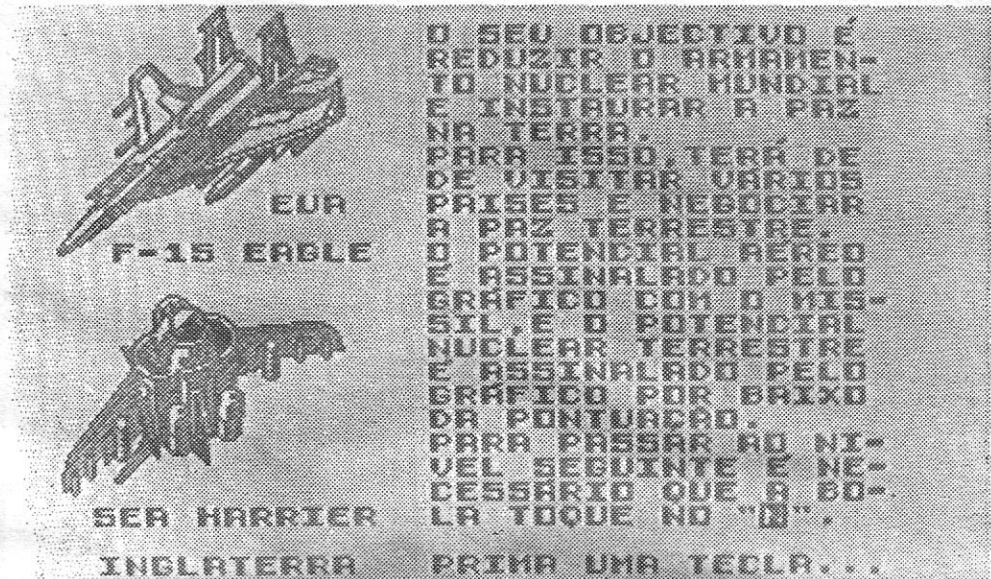 EUA
F-15 EAGLE
SEA HARRIER
INGLATERRA
O SEU OBJECTIVO É
REDUZIR O ARMAMEN-
TO NUCLEAR MUNDIAL
E INSTAURAR A PAZ
NA TERRA.
PARA ISSO,TERÁ DE
DE VISITAR VÁRIOS
PAISES E NEGOCIAR
A PAZ TERRESTRE.
O POTENCIAL AÉREO
É ASSINALADO PELO
GRÁFICO COM O MIS-
SIL,E O POTENCIAL
NUCLEAR TERRESTRE
É ASSINALADO PELO
GRÁFICO POR BAIXO
DA PONTUAÇÃO.
PARA PASSAR AO NI-
VEL SEGUINTE É NE-
CESSÁRIO QUE A BO-
LA TOQUE NO "".
PRIMA UMA TECLA...